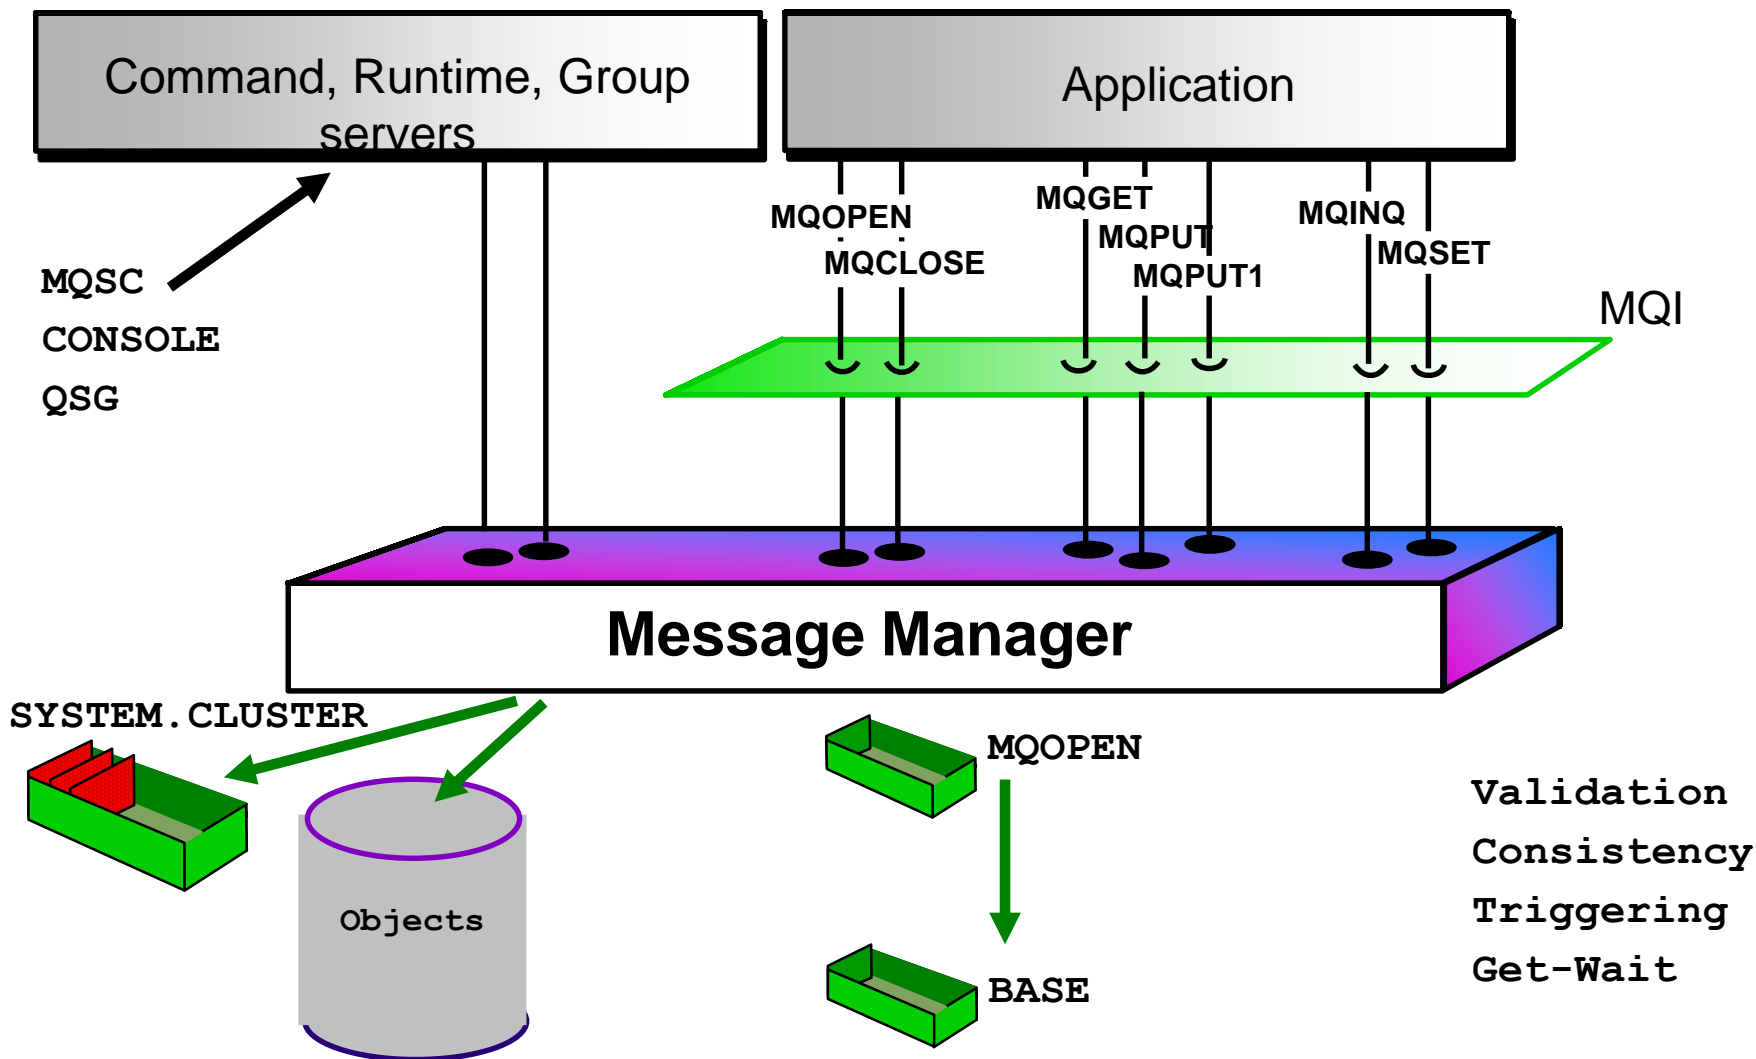 Command, Runtime, Group
servers
Application
MQOPEN
MQCLOSE
MQGET
MQPUT
MQPUT1
MQINQ
MQSET
MQI
MQSC
CONSOLE
QSG
Message Manager
SYSTEM.CLUSTER
Objects
MQOPEN
BASE
Validation
Consistency
Triggering
Get-Wait